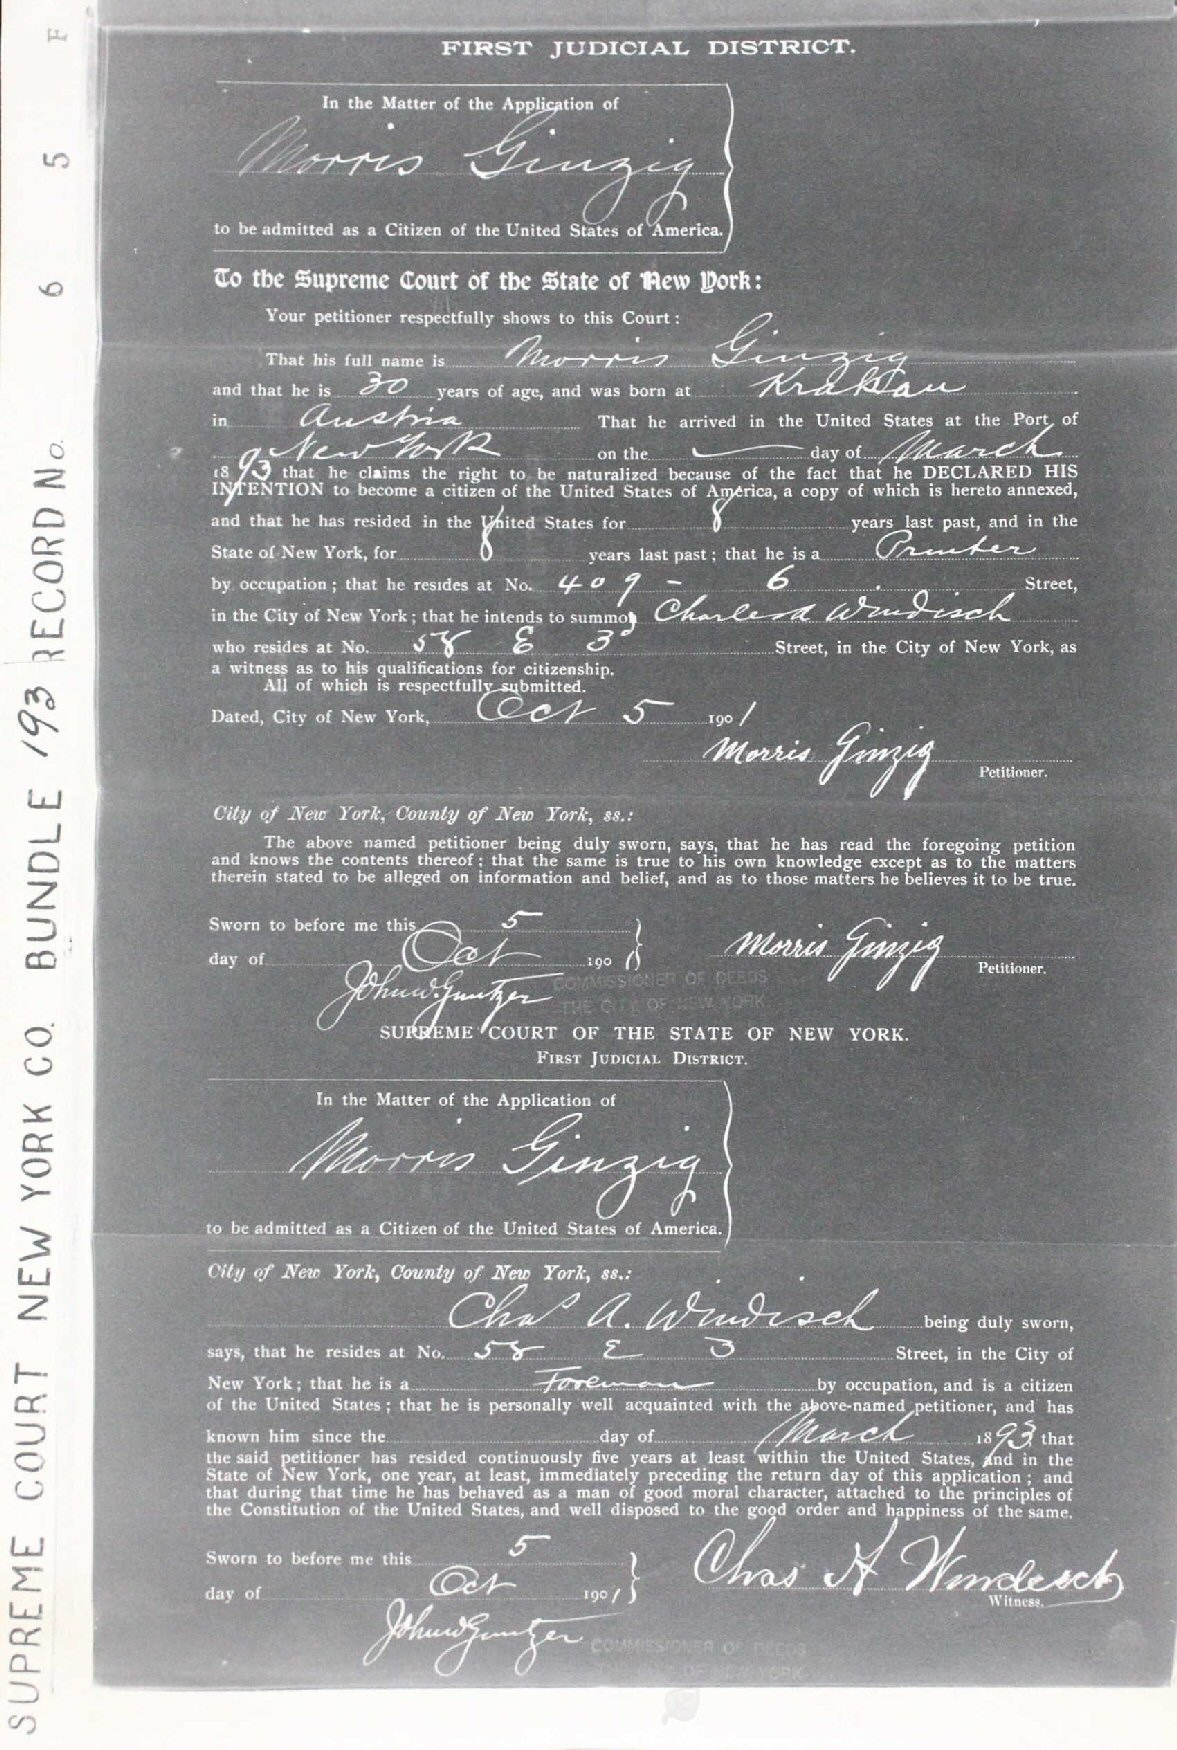 FIRST JUDICIAL DISTRICT.
In the Matter of the Application of
Morris Ginzig
to be admitted as a Citizen of the United States of America.
To the Supreme Court of the State of New York:
Your petitioner respectfully shows to this Court:
That his full name is Morris Ginzig
and that he is 30 years of age, and was born at Krakau
in Austria That he arrived in the United States at the Port of
New York on the day of March
1893 that he claims the right to be naturalized because of the fact that he DECLARED HIS
INTENTION to become a citizen of the United States of America, a copy of which is hereto annexed,
and that he has resided in the United States for 8 years last past, and in the
State of New York, for 8 years last past; that he is a Printer
by occupation; that he resides at No. 409 - 6 Street,
in the City of New York; that he intends to summon Charles A Windisch
who resides at No. 58 E 3d Street, in the City of New York, as
a witness as to his qualifications for citizenship.
All of which is respectfully submitted.
Dated, City of New York, Oct 5 1901
Morris Ginzig
Petitioner.
City of New York, County of New York, ss.:
The above named petitioner being duly sworn, says, that he has read the foregoing petition
and knows the contents thereof; that the same is true to his own knowledge except as to the matters
therein stated to be alleged on information and belief, and as to those matters he believes it to be true.
Sworn to before me this 5
day of Oct 1901
Morris Ginzig
Petitioner.
COMMISSIONER OF DEEDS
THE CITY OF NEW YORK
SUPREME COURT OF THE STATE OF NEW YORK.
FIRST JUDICIAL DISTRICT.
In the Matter of the Application of
Morris Ginzig
to be admitted as a Citizen of the United States of America.
City of New York, County of New York, ss.:
Chas A. Windisch being duly sworn,
says, that he resides at No. 58 E 3 Street, in the City of
New York; that he is a Foreman by occupation, and is a citizen
of the United States; that he is personally well acquainted with the above-named petitioner, and has
known him since the day of March 1893 that
the said petitioner has resided continuously five years at least within the United States, and in the
State of New York, one year, at least, immediately preceding the return day of this application; and
that during that time he has behaved as a man of good moral character, attached to the principles of
the Constitution of the United States, and well disposed to the good order and happiness of the same.
Sworn to before me this 5
day of Oct 1901
Chas A Windisch
Witness.
COMMISSIONER OF DEEDS
YORK
SUPREME COURT NEW YORK CO. BUNDLE 193 RECORD No. 6 5 F